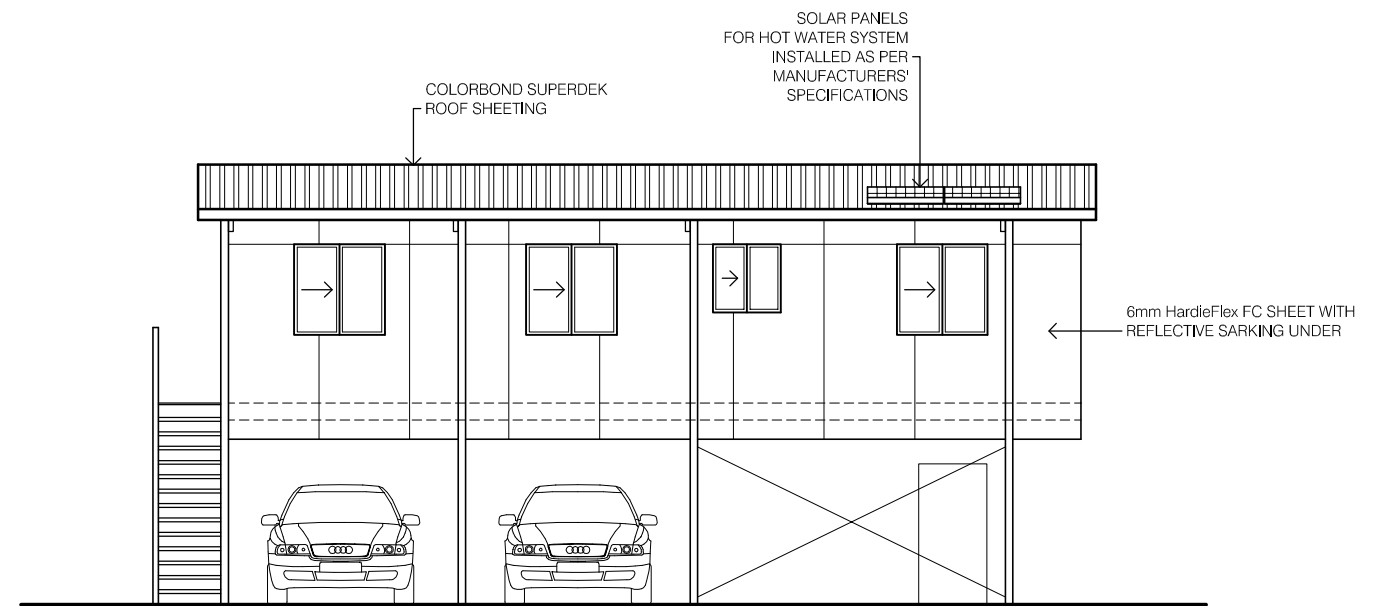 SOLAR PANELS
FOR HOT WATER SYSTEM
INSTALLED AS PER
MANUFACTURERS'
SPECIFICATIONS
COLORBOND SUPERDEK
ROOF SHEETING
6mm HardieFlex FC SHEET WITH
REFLECTIVE SARKING UNDER